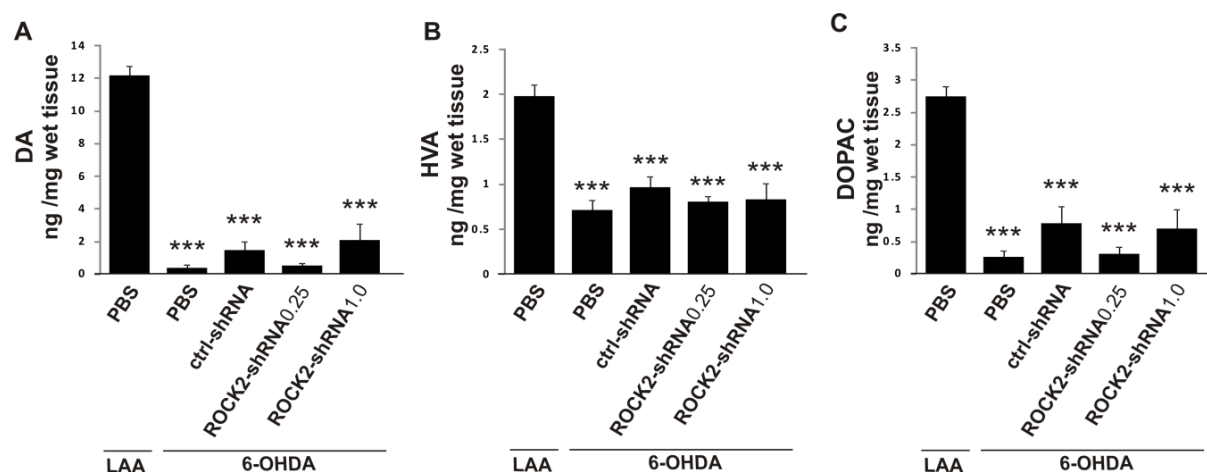 A
DA
ng /mg wet tissue
14
12
10
8
6
4
2
0
***
***
***
***
PBS
PBS
ctrl-shRNA
ROCK2-shRNA0.25
ROCK2-shRNA1.0
LAA
6-OHDA
B
HVA
ng /mg wet tissue
2.5
2
1.5
1
0.5
0
***
***
***
***
PBS
PBS
ctrl-shRNA
ROCK2-shRNA0.25
ROCK2-shRNA1.0
LAA
6-OHDA
C
DOPAC
ng /mg wet tissue
3.5
3
2.5
2
1.5
1
0.5
0
***
***
***
***
PBS
PBS
ctrl-shRNA
ROCK2-shRNA0.25
ROCK2-shRNA1.0
LAA
6-OHDA